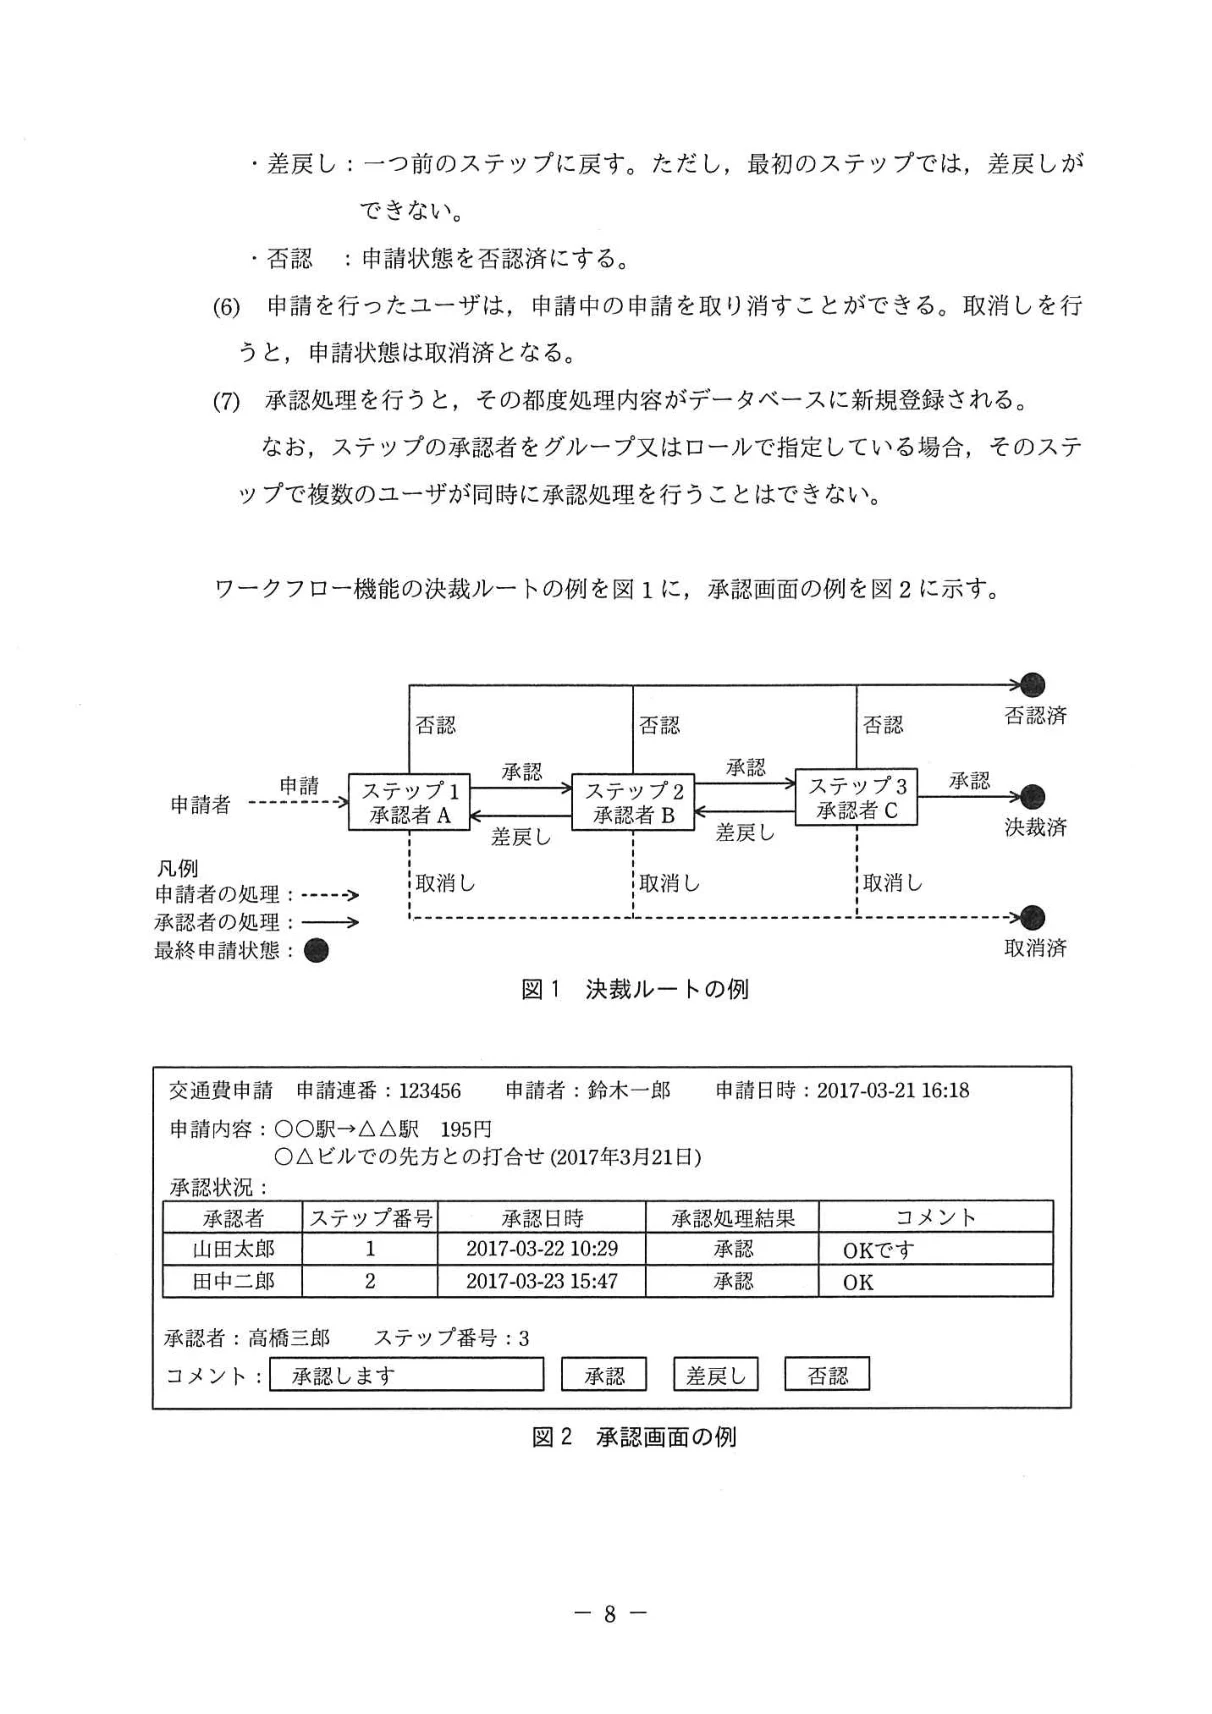 ・差戻し：一つ前のステップに戻す。ただし，最初のステップでは，差戻しが
できない。
・否認　：申請状態を否認済にする。
(6)　申請を行ったユーザは，申請中の申請を取り消すことができる。取消しを行
うと，申請状態は取消済となる。
(7)　承認処理を行うと，その都度処理内容がデータベースに新規登録される。
なお，ステップの承認者をグループ又はロールで指定している場合，そのステ
ップで複数のユーザが同時に承認処理を行うことはできない。
ワークフロー機能の決裁ルートの例を図1に，承認画面の例を図2に示す。
否認済
否認　否認　否認
申請　承認　承認　承認
申請者　ステップ1　ステップ2　ステップ3
承認者A　承認者B　承認者C
差戻し　差戻し　決裁済
凡例
申請者の処理：　取消し　取消し　取消し
承認者の処理：
最終申請状態：●　取消済
図1　決裁ルートの例
交通費申請　申請連番：123456　申請者：鈴木一郎　申請日時：2017-03-21 16:18
申請内容：〇〇駅→△△駅　195円
〇△ビルでの先方との打合せ (2017年3月21日)
承認状況：
承認者　ステップ番号　承認日時　承認処理結果　コメント
山田太郎　1　2017-03-22 10:29　承認　OKです
田中二郎　2　2017-03-23 15:47　承認　OK
承認者：高橋三郎　ステップ番号：3
コメント：　承認します　承認　差戻し　否認
図2　承認画面の例
－ 8 －